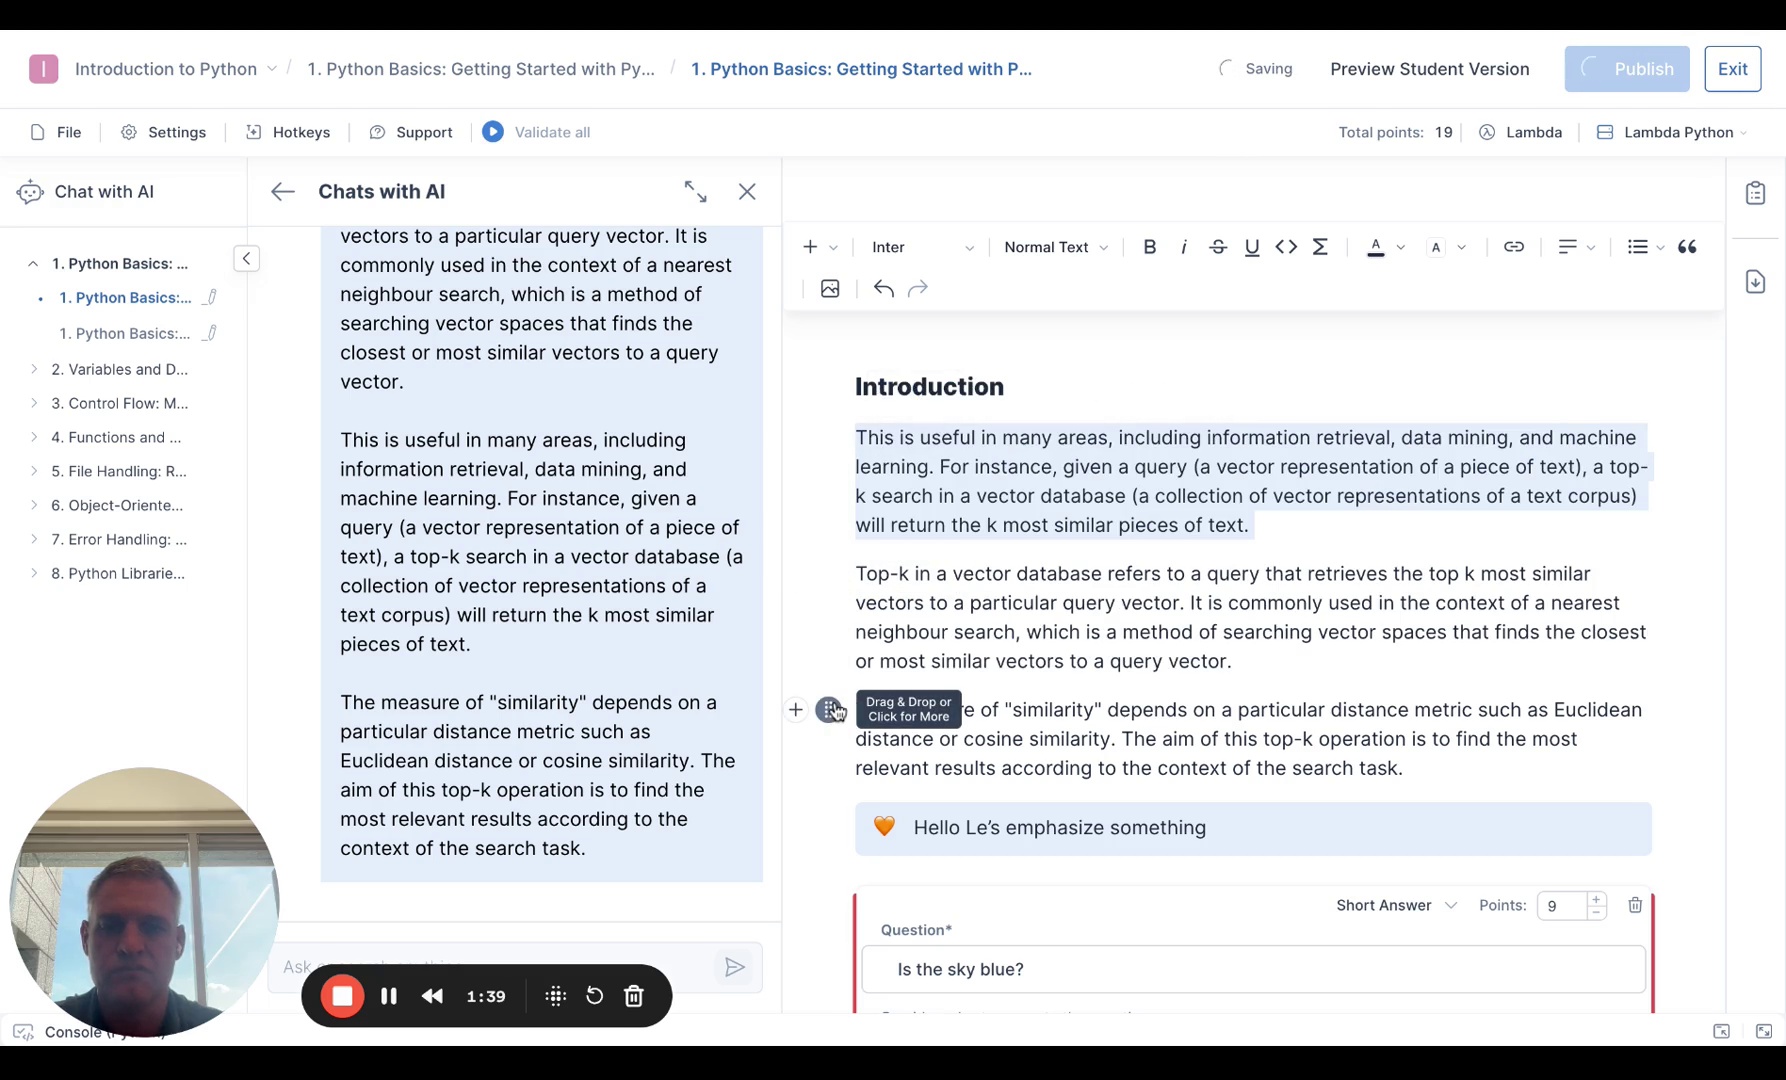 I Introduction to Python / 1. Python Basics: Getting Started with Py... / 1. Python Basics: Getting Started with P... Saving Preview Student Version Publish Exit
File Settings Hotkeys Support Validate all Total points: 19 Lambda Lambda Python
Chat with AI
1. Python Basics: ...
1. Python Basics:...
1. Python Basics:...
2. Variables and D...
3. Control Flow: M...
4. Functions and ...
5. File Handling: R...
6. Object-Oriente...
7. Error Handling: ...
8. Python Librarie...
Chats with AI
vectors to a particular query vector. It is
commonly used in the context of a nearest
neighbour search, which is a method of
searching vector spaces that finds the
closest or most similar vectors to a query
vector.
This is useful in many areas, including
information retrieval, data mining, and
machine learning. For instance, given a
query (a vector representation of a piece of
text), a top-k search in a vector database (a
collection of vector representations of a
text corpus) will return the k most similar
pieces of text.
The measure of "similarity" depends on a
particular distance metric such as
Euclidean distance or cosine similarity. The
aim of this top-k operation is to find the
most relevant results according to the
context of the search task.
Ask
1:39
Inter Normal Text B i S U <> Σ A A
Introduction
This is useful in many areas, including information retrieval, data mining, and machine
learning. For instance, given a query (a vector representation of a piece of text), a top-
k search in a vector database (a collection of vector representations of a text corpus)
will return the k most similar pieces of text.
Top-k in a vector database refers to a query that retrieves the top k most similar
vectors to a particular query vector. It is commonly used in the context of a nearest
neighbour search, which is a method of searching vector spaces that finds the closest
or most similar vectors to a query vector.
Drag & Drop or
Click for More
re of "similarity" depends on a particular distance metric such as Euclidean
distance or cosine similarity. The aim of this top-k operation is to find the most
relevant results according to the context of the search task.
🧡 Hello Le's emphasize something
Short Answer Points: 9
Question*
Is the sky blue?
Console